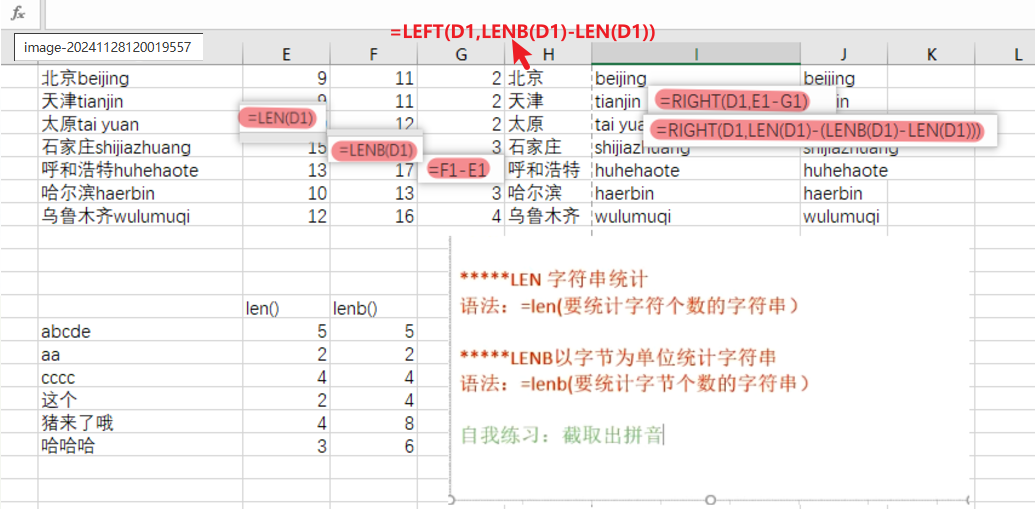 fx
=LEFT(D1,LENB(D1)-LEN(D1))
image-20241128120019557
E F G H I J K L
北京beijing 9 11 2 北京 beijing beijing
天津tianjin 9 11 2 天津 tianjin in
=RIGHT(D1,E1-G1)
太原tai yuan 12 2 太原 tai yua
=LEN(D1)
=RIGHT(D1,LEN(D1)-(LENB(D1)-LEN(D1)))
石家庄shijiazhuang 15 3 石家庄 shijiazhuang shijiazhuang
=LENB(D1)
呼和浩特huhehaote 13 17 呼和浩特 huhehaote huhehaote
=F1-E1
哈尔滨haerbin 10 13 3 哈尔滨 haerbin haerbin
乌鲁木齐wulumuqi 12 16 4 乌鲁木齐 wulumuqi wulumuqi
*****LEN 字符串统计
语法：=len(要统计字符个数的字符串）
*****LENB以字节为单位统计字符串
语法：=lenb(要统计字节个数的字符串）
自我练习：截取出拼音
len() lenb()
abcde 5 5
aa 2 2
cccc 4 4
这个 2 4
猪来了哦 4 8
哈哈哈 3 6